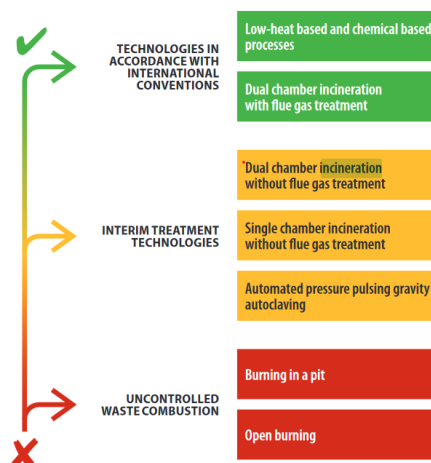 TECHNOLOGIES IN
ACCORDANCE WITH
INTERNATIONAL
CONVENTIONS
Low-heat based and chemical based
processes
Dual chamber incineration
with flue gas treatment
INTERIM TREATMENT
TECHNOLOGIES
Dual chamber incineration
without flue gas treatment
Single chamber incineration
without flue gas treatment
Automated pressure pulsing gravity
autoclaving
UNCONTROLLED
WASTE COMBUSTION
Burning in a pit
Open burning